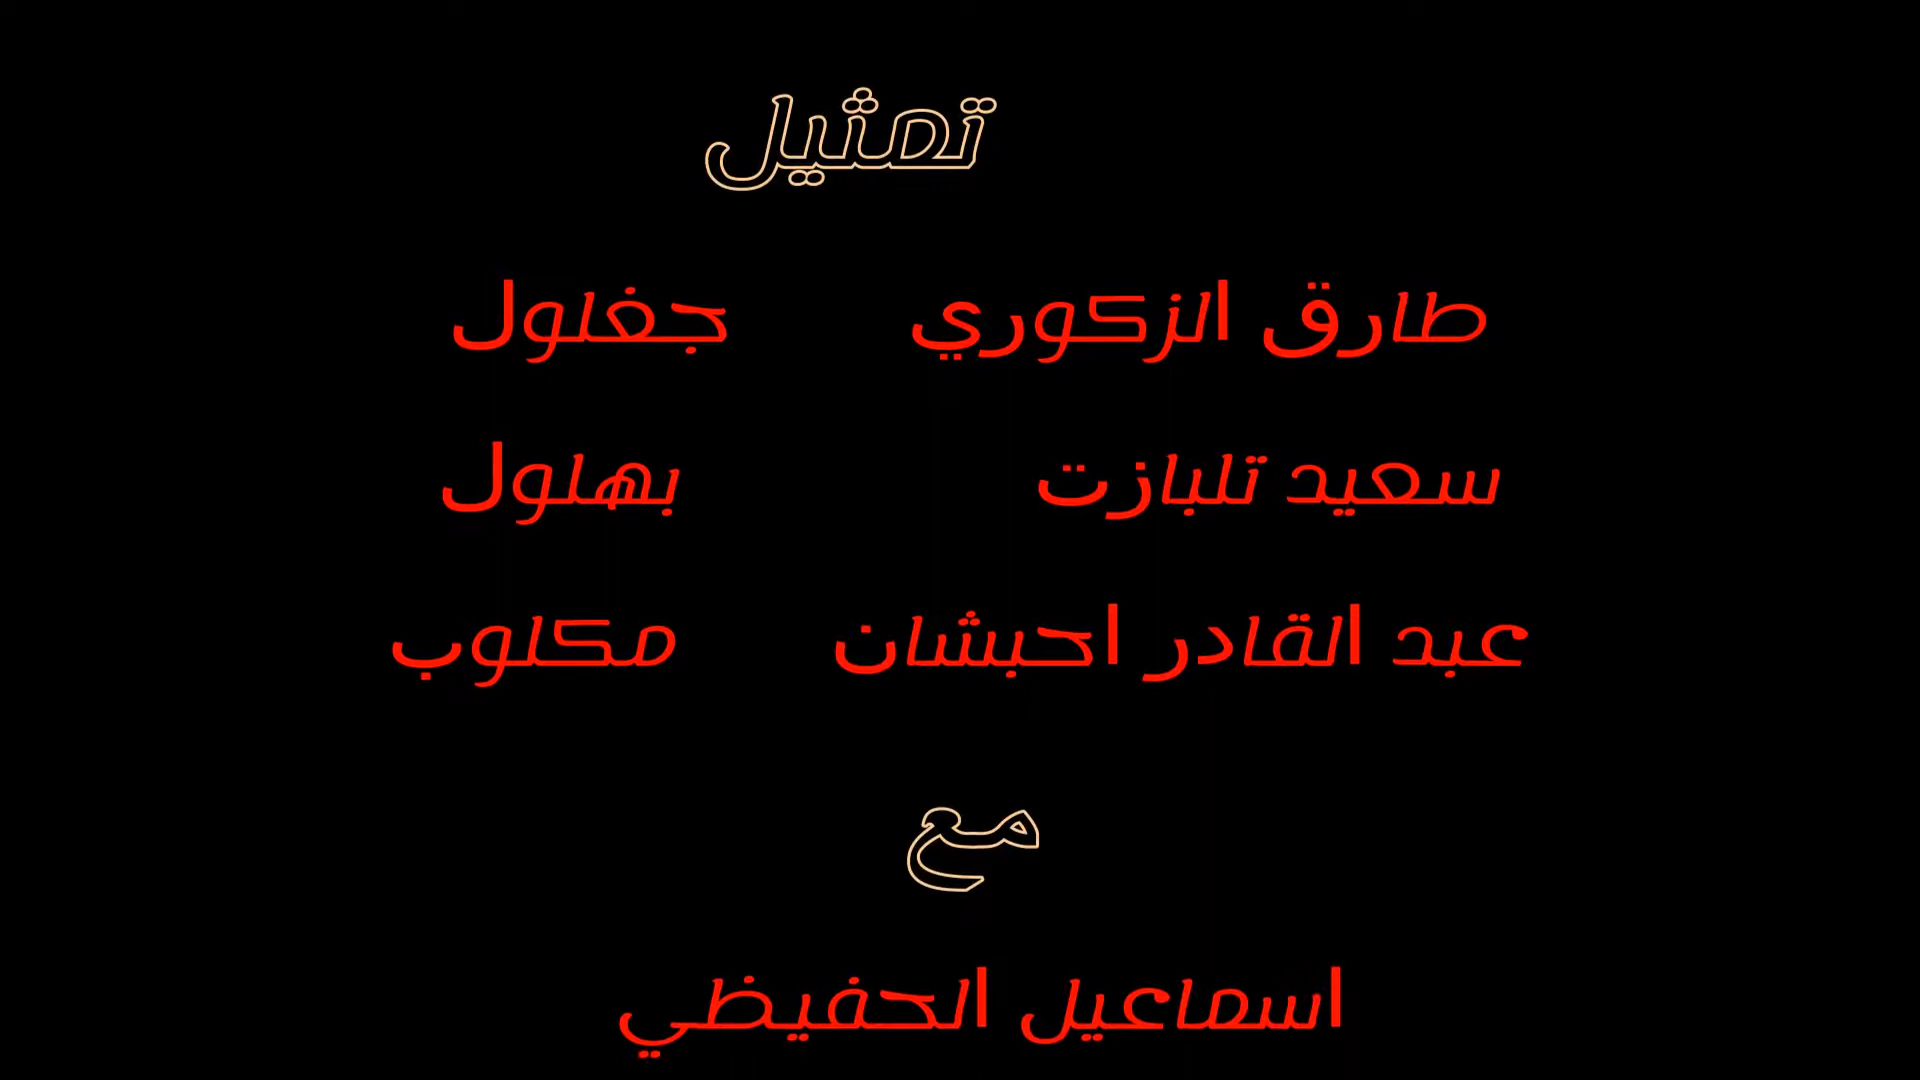 تمثيل
طارق الزكوري جغلول
سعيد تلبازت بهلول
عبد القادر احبشان مكلوب
مع
اسماعيل الحفيظي